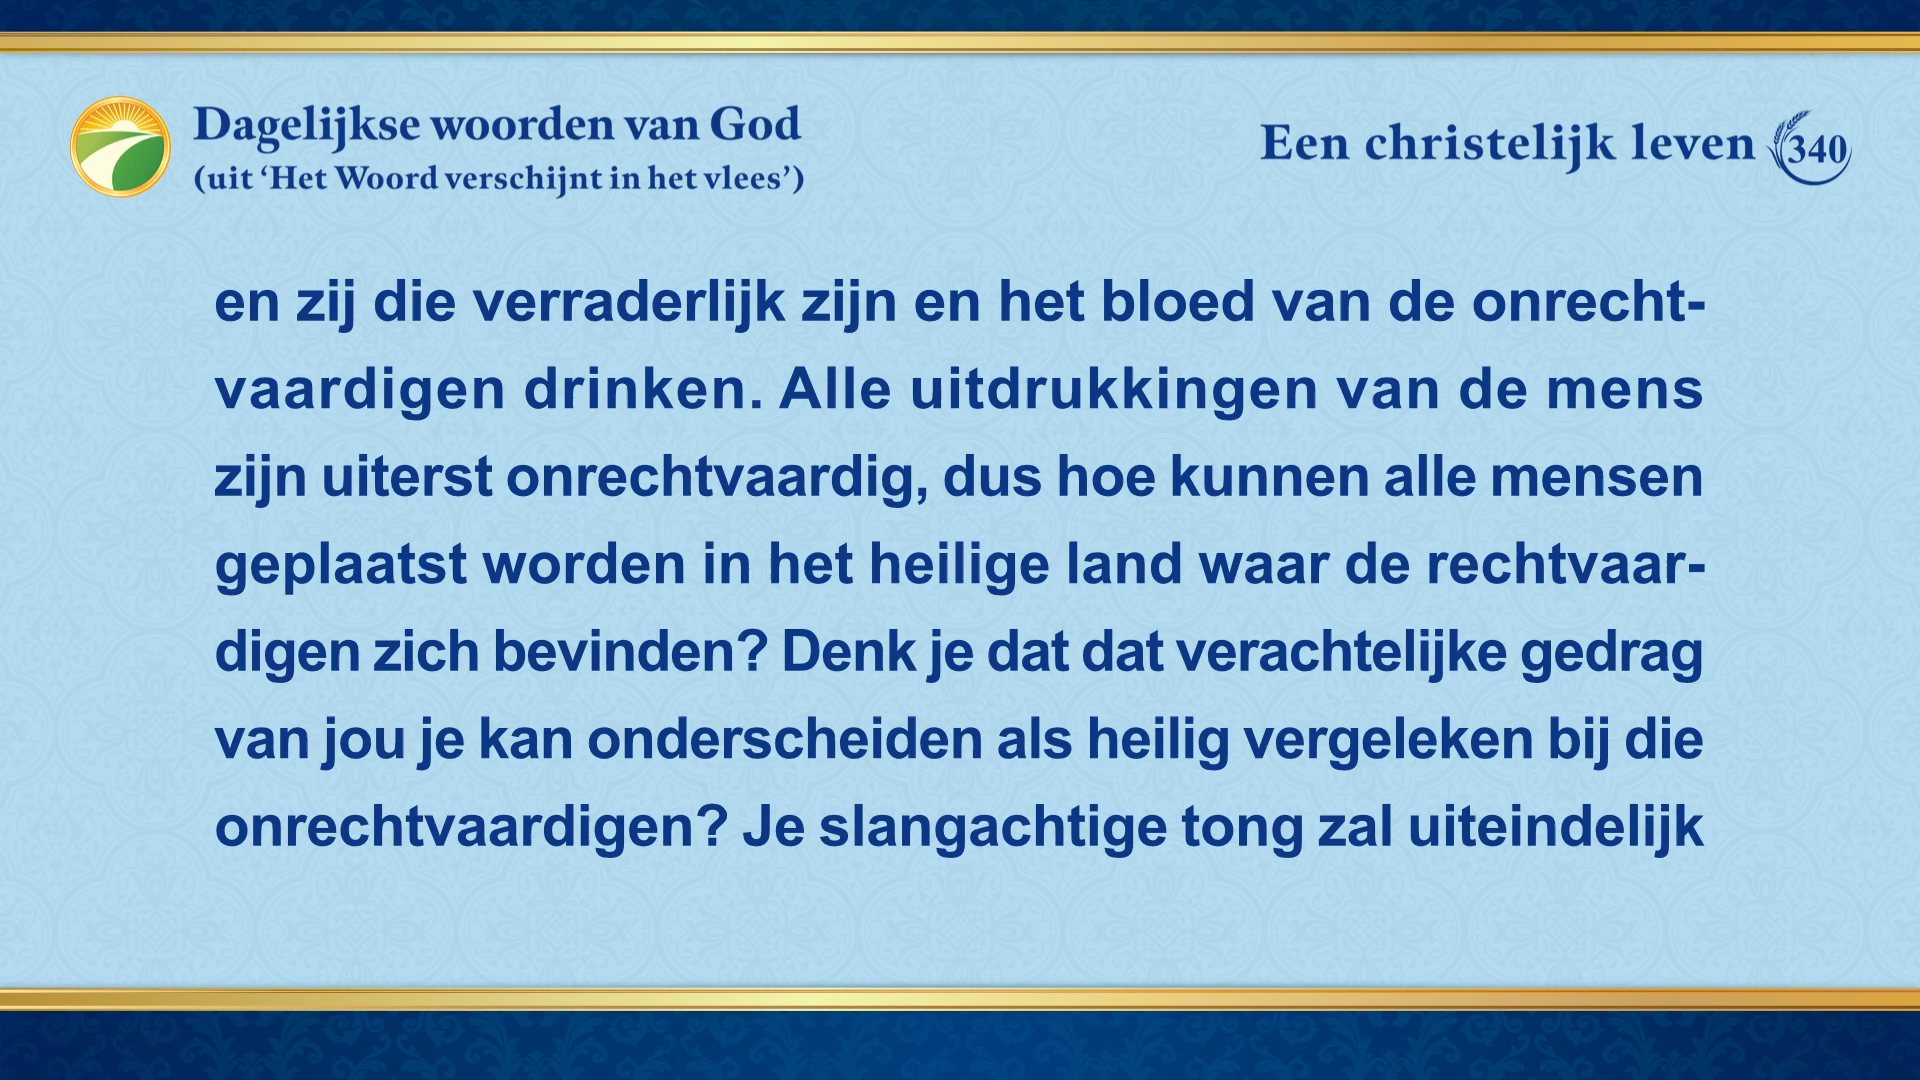 Dagelijkse woorden van God
(uit ‘Het Woord verschijnt in het vlees’)
Een christelijk leven 340
en zij die verraderlijk zijn en het bloed van de onrecht-
vaardigen drinken. Alle uitdrukkingen van de mens
zijn uiterst onrechtvaardig, dus hoe kunnen alle mensen
geplaatst worden in het heilige land waar de rechtvaar-
digen zich bevinden? Denk je dat dat verachtelijke gedrag
van jou je kan onderscheiden als heilig vergeleken bij die
onrechtvaardigen? Je slangachtige tong zal uiteindelijk